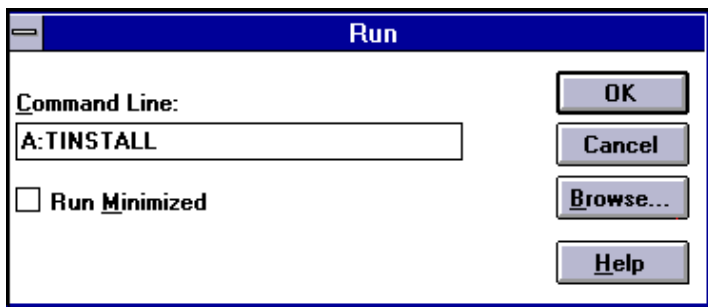 Run
Command Line:
A:TINSTALL
Run Minimized
OK
Cancel
Browse...
Help